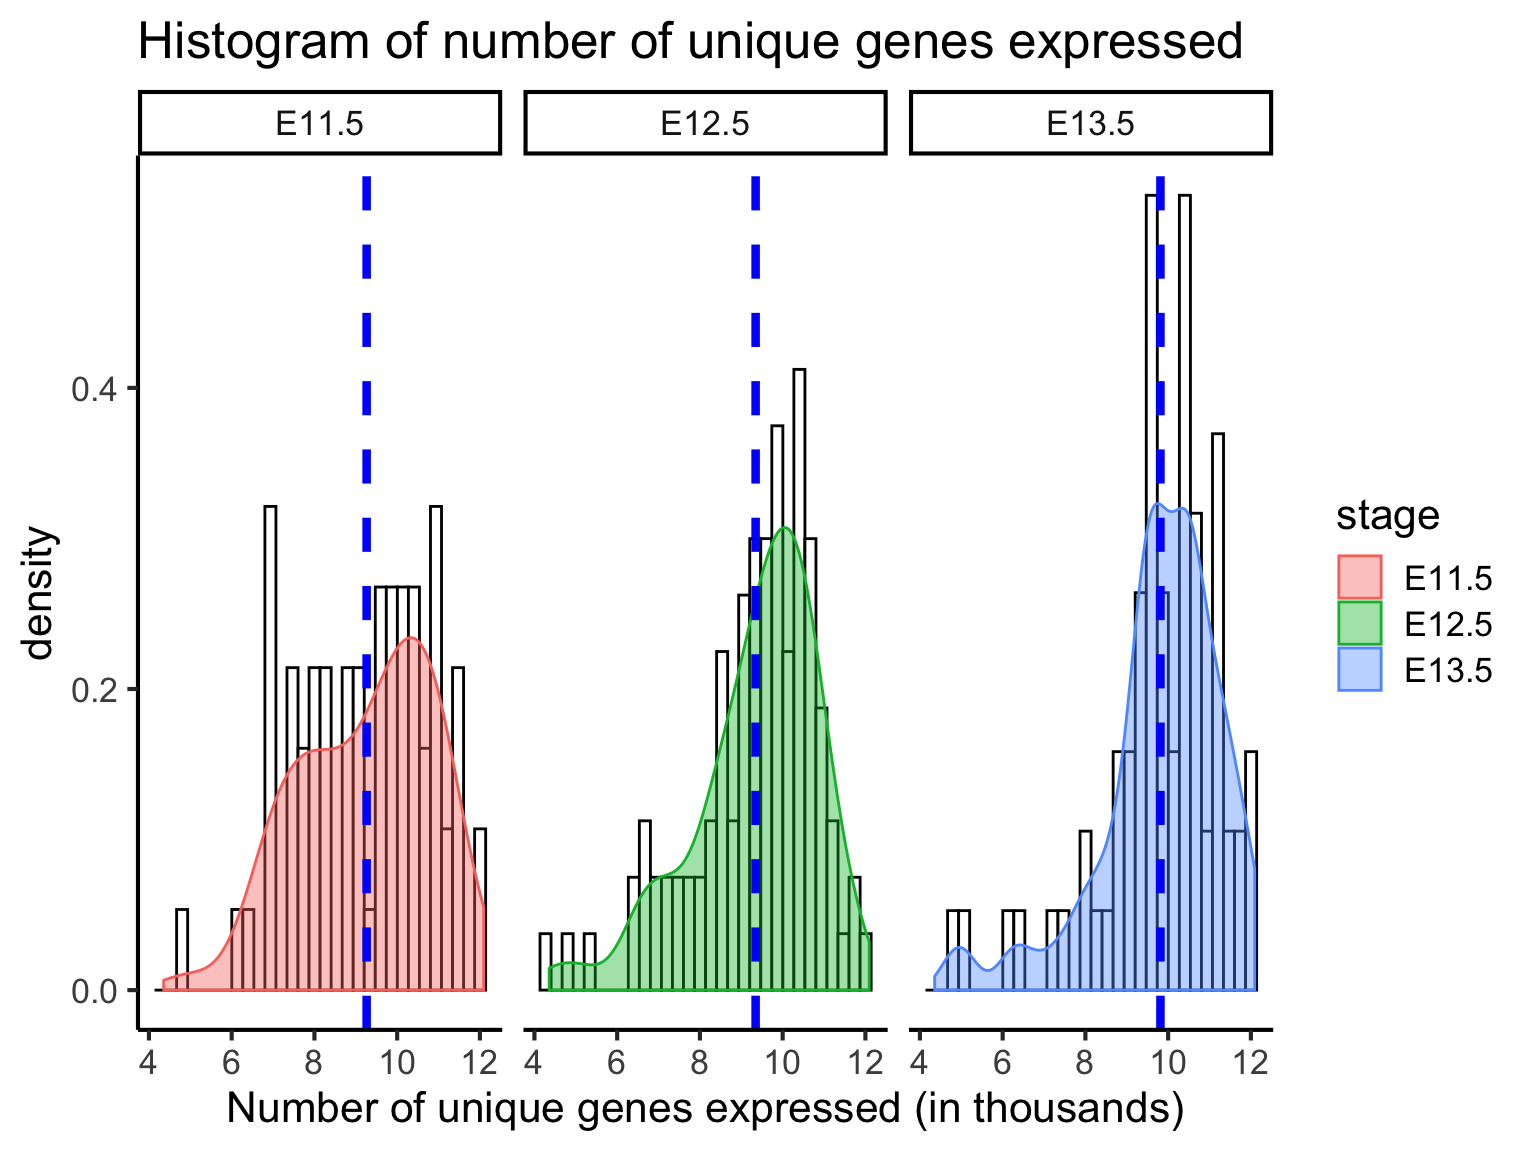 Histogram of number of unique genes expressed
E11.5 E12.5 E13.5
density
0.4
0.2
0.0
4 6 8 10 12 4 6 8 10 12 4 6 8 10 12
Number of unique genes expressed (in thousands)
stage
E11.5
E12.5
E13.5